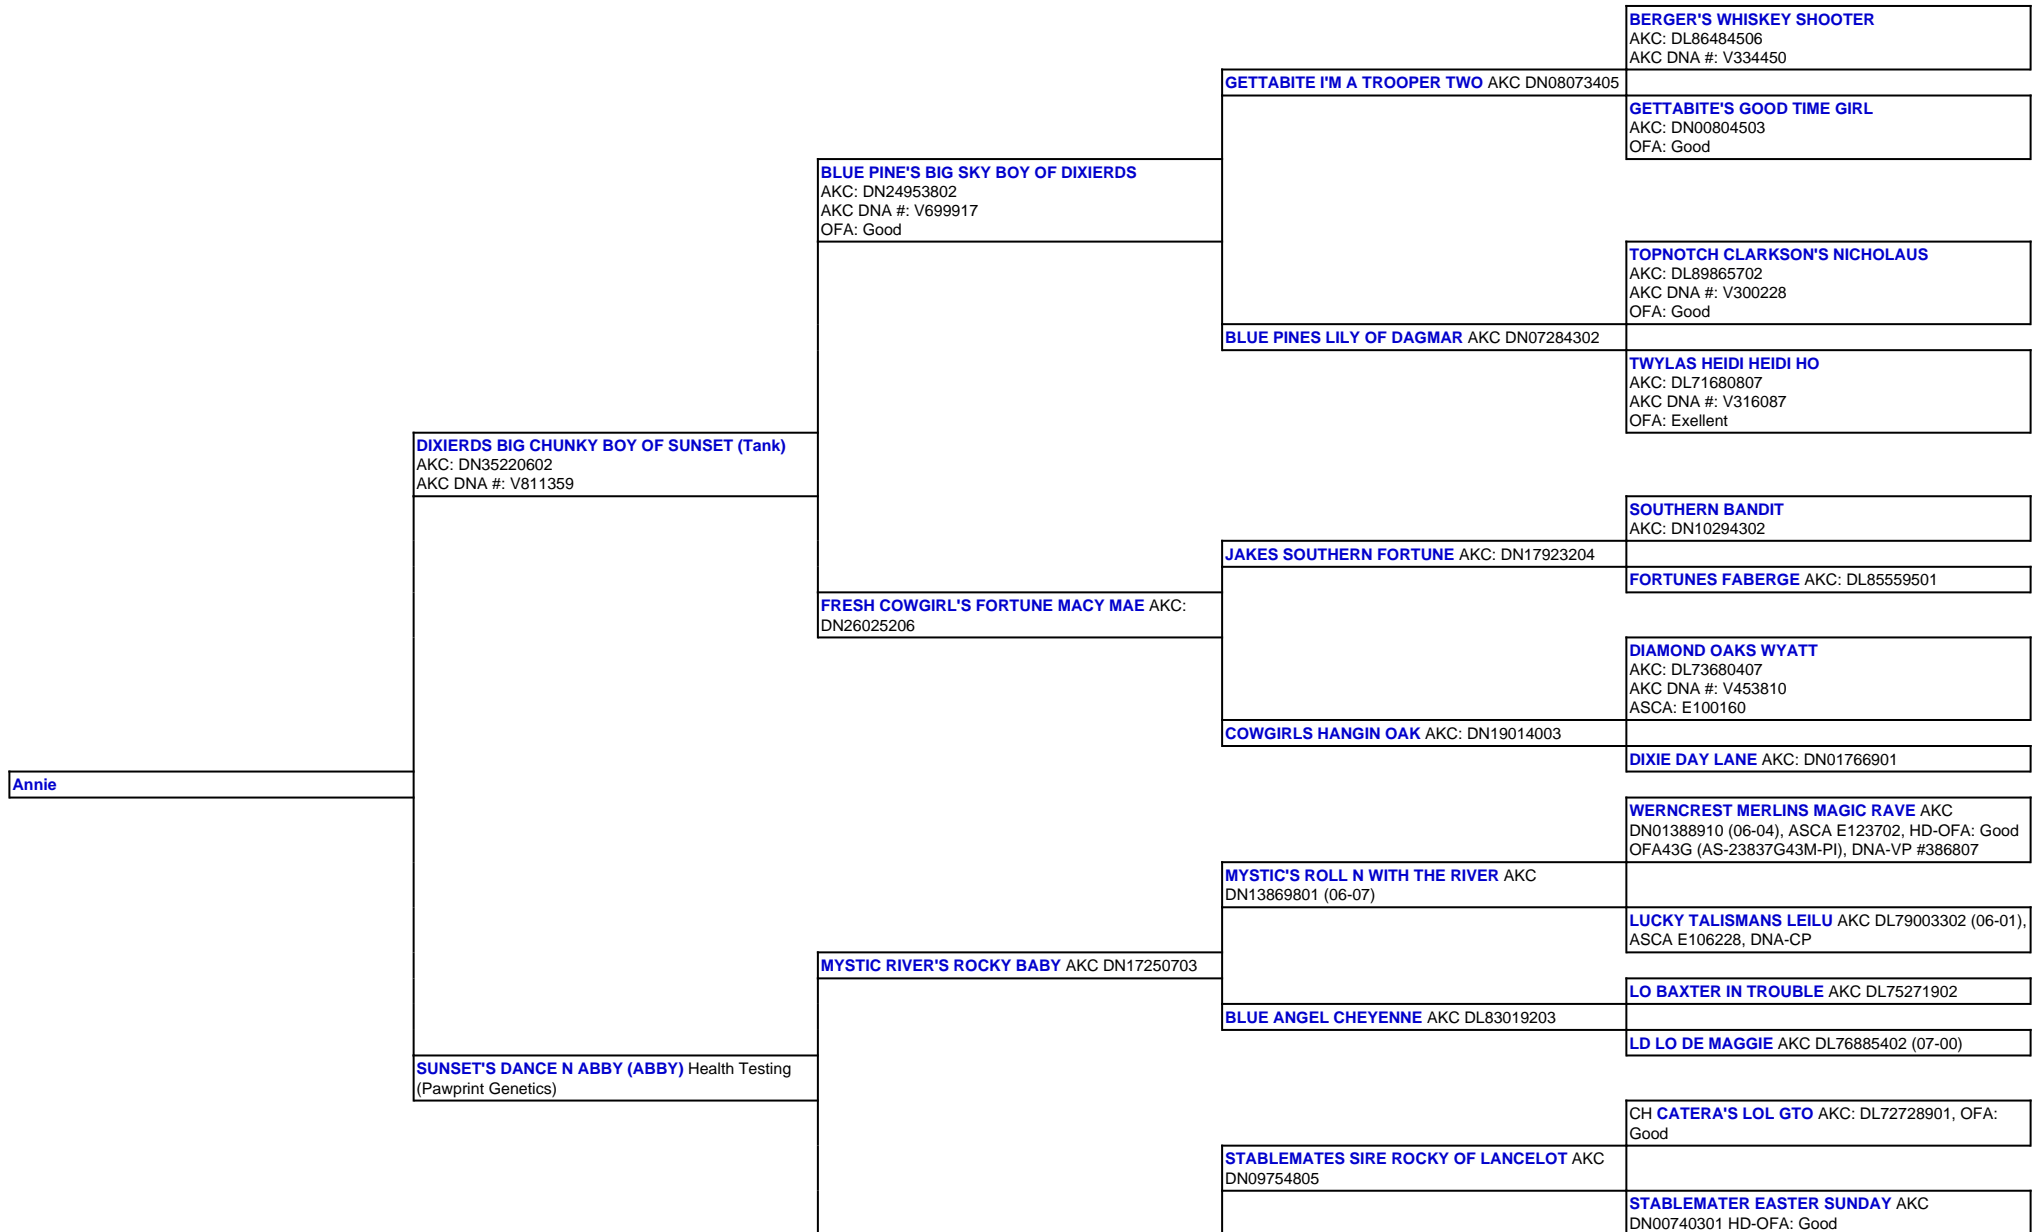 BERGER'S WHISKEY SHOOTER
AKC: DL86484506
AKC DNA #: V334450
GETTABITE I'M A TROOPER TWO AKC DN08073405
GETTABITE'S GOOD TIME GIRL
AKC: DN00804503
OFA: Good
BLUE PINE'S BIG SKY BOY OF DIXIERDS
AKC: DN24953802
AKC DNA #: V699917
OFA: Good
TOPNOTCH CLARKSON'S NICHOLAUS
AKC: DL89865702
AKC DNA #: V300228
OFA: Good
BLUE PINES LILY OF DAGMAR AKC DN07284302
TWYLAS HEIDI HEIDI HO
AKC: DL71680807
AKC DNA #: V316087
OFA: Exellent
DIXIERDS BIG CHUNKY BOY OF SUNSET (Tank)
AKC: DN35220602
AKC DNA #: V811359
SOUTHERN BANDIT
AKC: DN10294302
JAKES SOUTHERN FORTUNE AKC: DN17923204
FORTUNES FABERGE AKC: DL85559501
FRESH COWGIRL'S FORTUNE MACY MAE AKC:
DN26025206
DIAMOND OAKS WYATT
AKC: DL73680407
AKC DNA #: V453810
ASCA: E100160
COWGIRLS HANGIN OAK AKC: DN19014003
DIXIE DAY LANE AKC: DN01766901
Annie
WERNCREST MERLINS MAGIC RAVE AKC
DN01388910 (06-04), ASCA E123702, HD-OFA: Good
OFA43G (AS-23837G43M-PI), DNA-VP #386807
MYSTIC'S ROLL N WITH THE RIVER AKC
DN13869801 (06-07)
LUCKY TALISMANS LEILU AKC DL79003302 (06-01),
ASCA E106228, DNA-CP
MYSTIC RIVER'S ROCKY BABY AKC DN17250703
LO BAXTER IN TROUBLE AKC DL75271902
BLUE ANGEL CHEYENNE AKC DL83019203
LD LO DE MAGGIE AKC DL76885402 (07-00)
SUNSET'S DANCE N ABBY (ABBY) Health Testing
(Pawprint Genetics)
CH CATERA'S LOL GTO AKC: DL72728901, OFA:
Good
STABLEMATES SIRE ROCKY OF LANCELOT AKC
DN09754805
STABLEMATER EASTER SUNDAY AKC
DN00740301 HD-OFA: Good